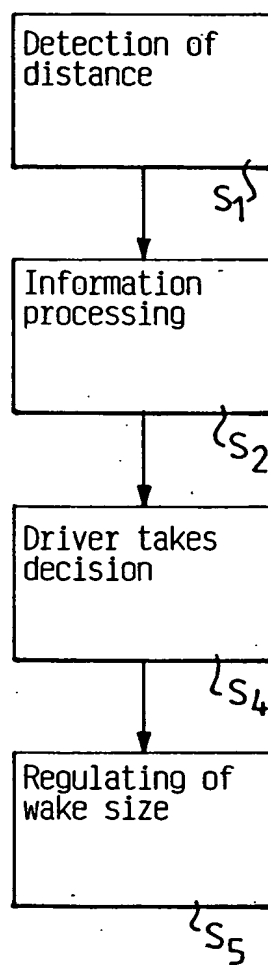 Detection of
distance
S1
Information
processing
S2
Driver takes
decision
S4
Regulating of
wake size
S5